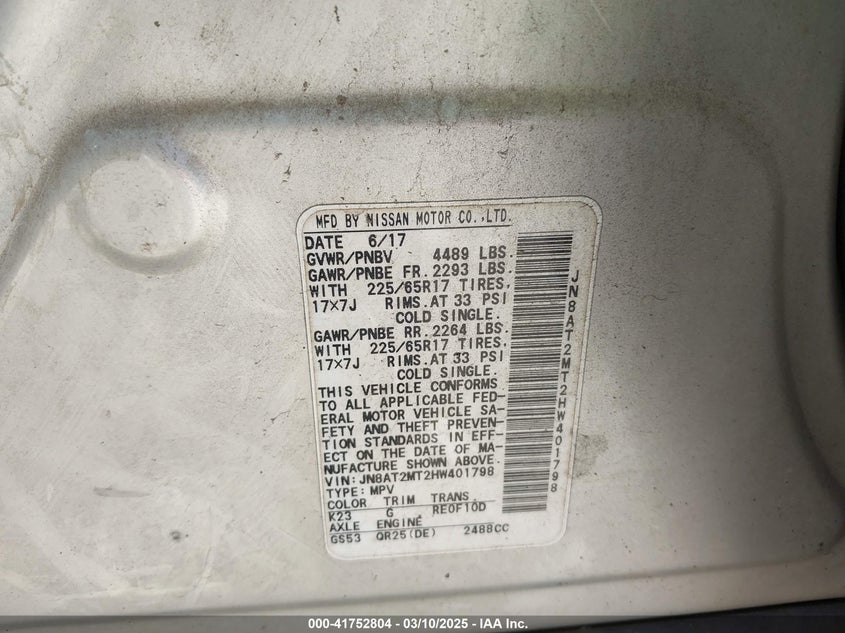 MFD BY NISSAN MOTOR CO.,LTD.
DATE 6/17
GVWR/PNBV 4489 LBS.
GAWR/PNBE FR. 2293 LBS.
WITH 225/65R17 TIRES,
17×7J RIMS.AT 33 PSI
COLD SINGLE.
GAWR/PNBE RR. 2264 LBS.
WITH 225/65R17 TIRES,
17×7J RIMS.AT 33 PSI
COLD SINGLE.
THIS VEHICLE CONFORMS
TO ALL APPLICABLE FED-
ERAL MOTOR VEHICLE SA-
FETY AND THEFT PREVEN-
TION STANDARDS IN EFF-
ECT ON THE DATE OF MA-
NUFACTURE SHOWN ABOVE.
VIN:JN8AT2MT2HW401798
TYPE:MPV
COLOR TRIM TRANS.
K23 G RE0F10D
AXLE ENGINE
GS53 QR25(DE) 2488CC
JN8AT2MT2HW401798
000-41752804 — 03/10/2025 — IAA Inc.